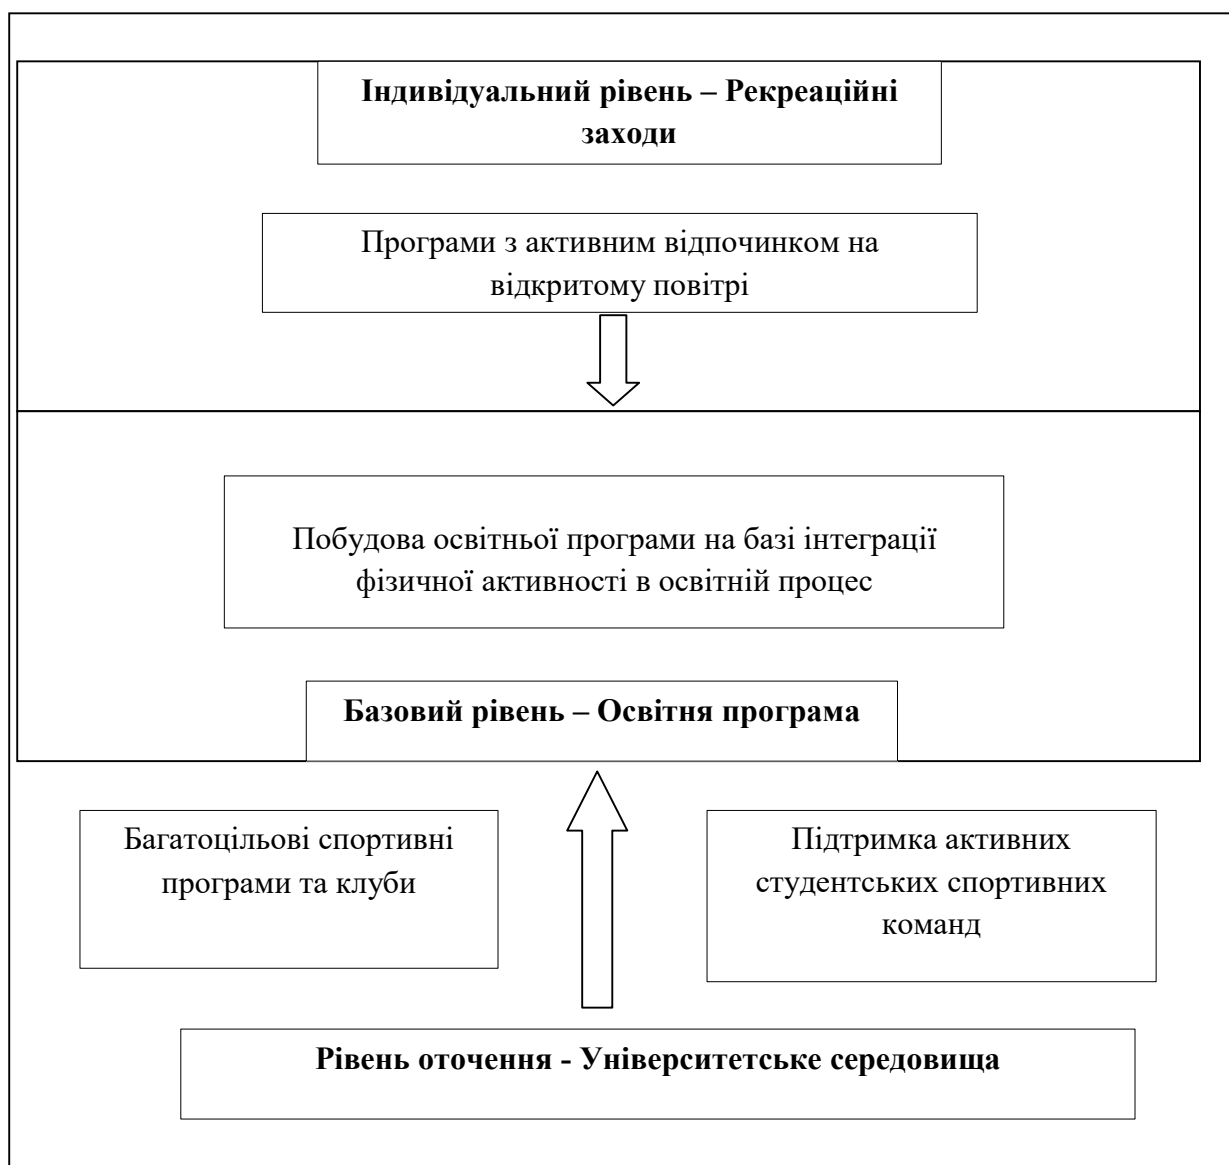 Індивідуальний рівень – Рекреаційні
заходи
Програми з активним відпочинком на
відкритому повітрі
Побудова освітньої програми на базі інтеграції
фізичної активності в освітній процес
Базовий рівень – Освітня програма
Багатоцільові спортивні
програми та клуби
Підтримка активних
студентських спортивних
команд
Рівень оточення - Університетське середовища